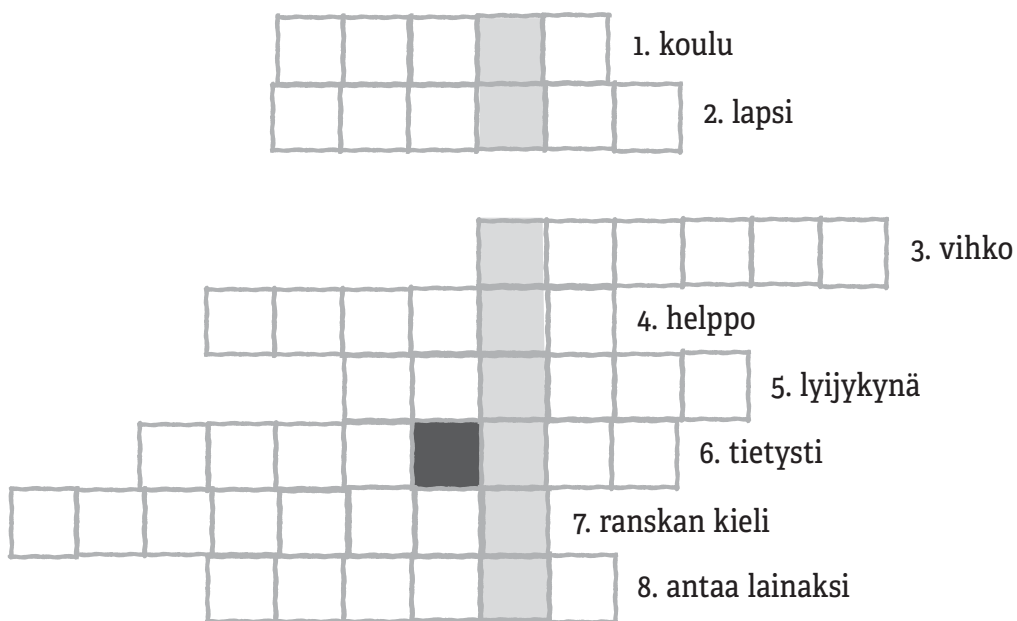 1. koulu
2. lapsi
3. vihko
4. helppo
5. lyijykynä
6. tietysti
7. ranskan kieli
8. antaa lainaksi